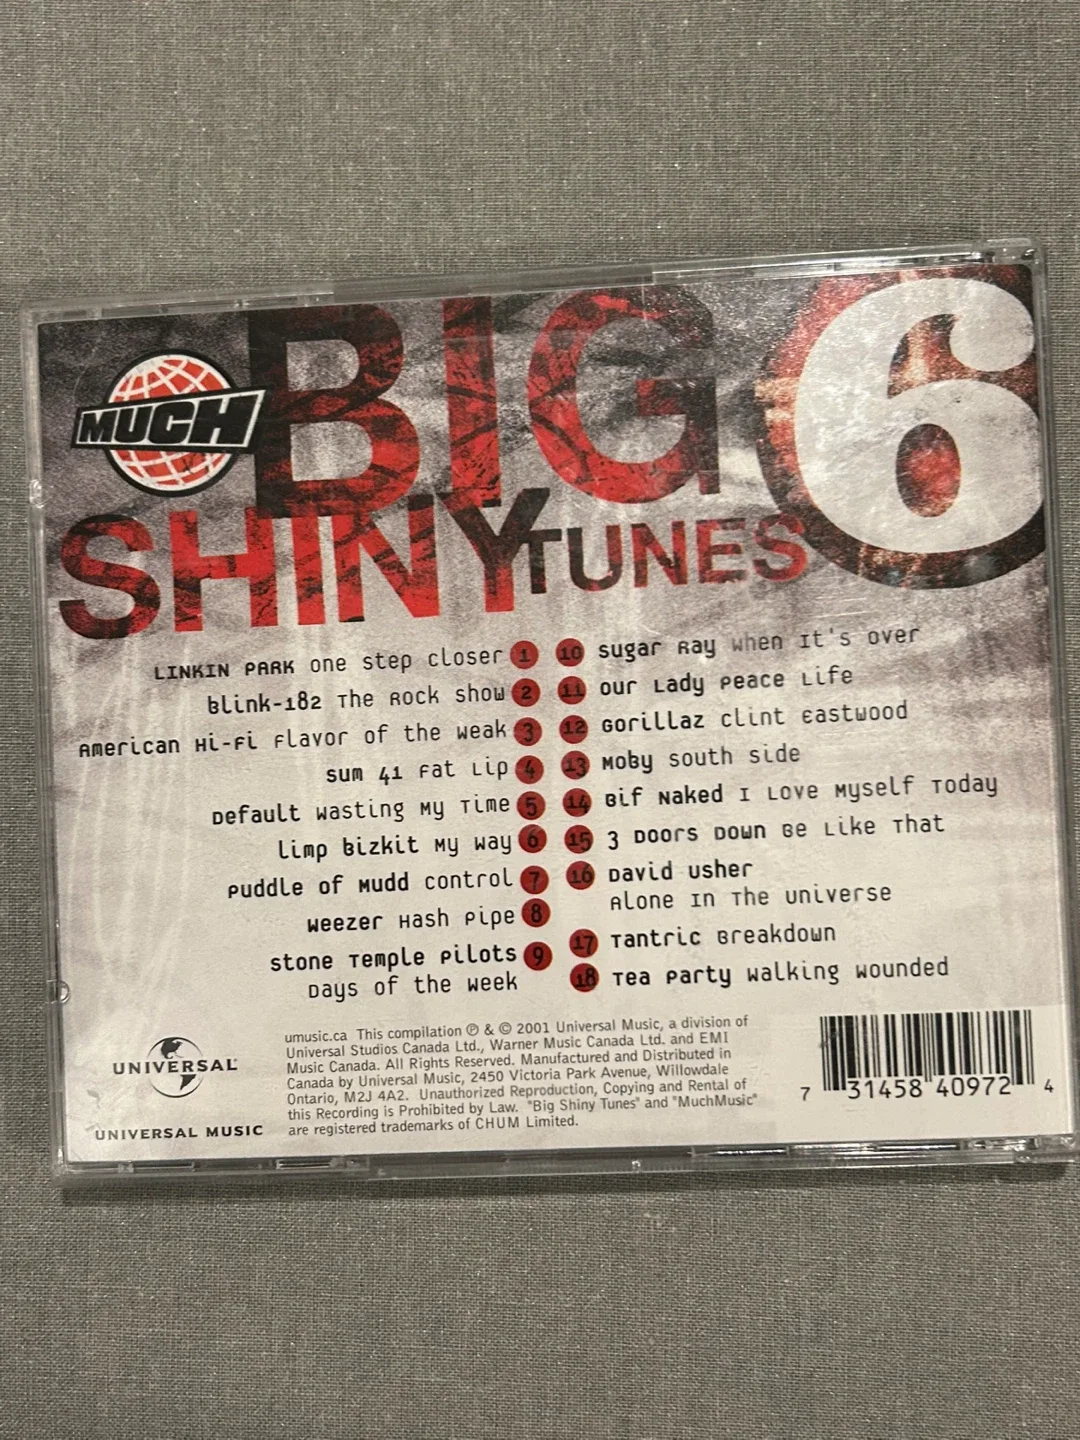 MUCH
BIG
SHINY TUNES
6
LINKIN PARK One Step Closer 1
Blink-182 The Rock Show 2
American Hi-Fi Flavor of the Weak 3
Sum 41 Fat Lip 4
Default Wasting My Time 5
Limp Bizkit My Way 6
Puddle of Mudd Control 7
Weezer Hash Pipe 8
Stone Temple Pilots 9
Days of the Week
10 Sugar Ray When It's Over
11 Our Lady Peace Life
12 Gorillaz Clint Eastwood
13 Moby South Side
14 Bif Naked I Love Myself Today
15 3 Doors Down Be Like That
16 David Usher
Alone In The Universe
17 Tantric Breakdown
18 Tea Party Walking Wounded
UNIVERSAL
UNIVERSAL MUSIC
umusic.ca This compilation ℗ & © 2001 Universal Music, a division of
Universal Studios Canada Ltd., Warner Music Canada Ltd. and EMI
Music Canada. All Rights Reserved. Manufactured and Distributed in
Canada by Universal Music, 2450 Victoria Park Avenue, Willowdale
Ontario, M2J 4A2. Unauthorized Reproduction, Copying and Rental of
this Recording is Prohibited by Law. "Big Shiny Tunes" and "MuchMusic"
are registered trademarks of CHUM Limited.
7 31458 40972 4